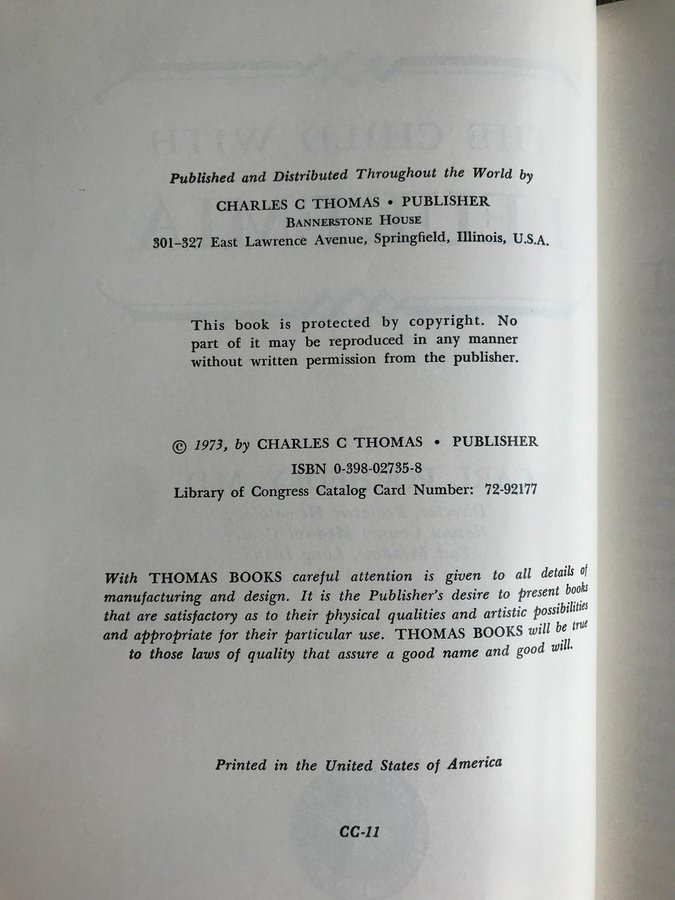 Published and Distributed Throughout the World by
CHARLES C THOMAS • PUBLISHER
BANNERSTONE HOUSE
301–327 East Lawrence Avenue, Springfield, Illinois, U.S.A.
This book is protected by copyright. No
part of it may be reproduced in any manner
without written permission from the publisher.
© 1973, by CHARLES C THOMAS • PUBLISHER
ISBN 0-398-02735-8
Library of Congress Catalog Card Number: 72-92177
With THOMAS BOOKS careful attention is given to all details of
manufacturing and design. It is the Publisher's desire to present books
that are satisfactory as to their physical qualities and artistic possibilities
and appropriate for their particular use. THOMAS BOOKS will be true
to those laws of quality that assure a good name and good will.
Printed in the United States of America
CC-11